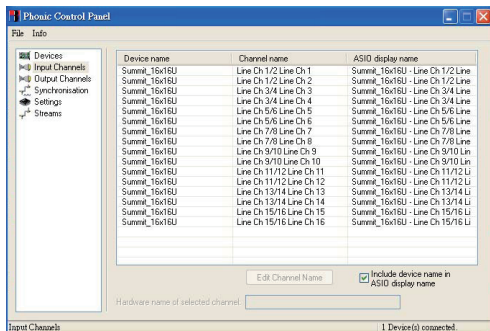 Phonic Control Panel
File Info
Devices
Input Channels
Output Channels
Synchronisation
Settings
Streams
Device name Channel name ASIO display name
Summit_16x16U Line Ch 1/2 Line Ch 1 Summit_16x16U - Line Ch 1/2 Line
Summit_16x16U Line Ch 1/2 Line Ch 2 Summit_16x16U - Line Ch 1/2 Line
Summit_16x16U Line Ch 3/4 Line Ch 3 Summit_16x16U - Line Ch 3/4 Line
Summit_16x16U Line Ch 3/4 Line Ch 4 Summit_16x16U - Line Ch 3/4 Line
Summit_16x16U Line Ch 5/6 Line Ch 5 Summit_16x16U - Line Ch 5/6 Line
Summit_16x16U Line Ch 5/6 Line Ch 6 Summit_16x16U - Line Ch 5/6 Line
Summit_16x16U Line Ch 7/8 Line Ch 7 Summit_16x16U - Line Ch 7/8 Line
Summit_16x16U Line Ch 7/8 Line Ch 8 Summit_16x16U - Line Ch 7/8 Line
Summit_16x16U Line Ch 9/10 Line Ch 9 Summit_16x16U - Line Ch 9/10 Lin
Summit_16x16U Line Ch 9/10 Line Ch 10 Summit_16x16U - Line Ch 9/10 Lin
Summit_16x16U Line Ch 11/12 Line Ch 11 Summit_16x16U - Line Ch 11/12 Li
Summit_16x16U Line Ch 11/12 Line Ch 12 Summit_16x16U - Line Ch 11/12 Li
Summit_16x16U Line Ch 13/14 Line Ch 13 Summit_16x16U - Line Ch 13/14 Li
Summit_16x16U Line Ch 13/14 Line Ch 14 Summit_16x16U - Line Ch 13/14 Li
Summit_16x16U Line Ch 15/16 Line Ch 15 Summit_16x16U - Line Ch 15/16 Li
Summit_16x16U Line Ch 15/16 Line Ch 16 Summit_16x16U - Line Ch 15/16 Li
Edit Channel Name
Include device name in
ASIO display name
Hardware name of selected channel:
Input Channels 1 Device(s) connected.